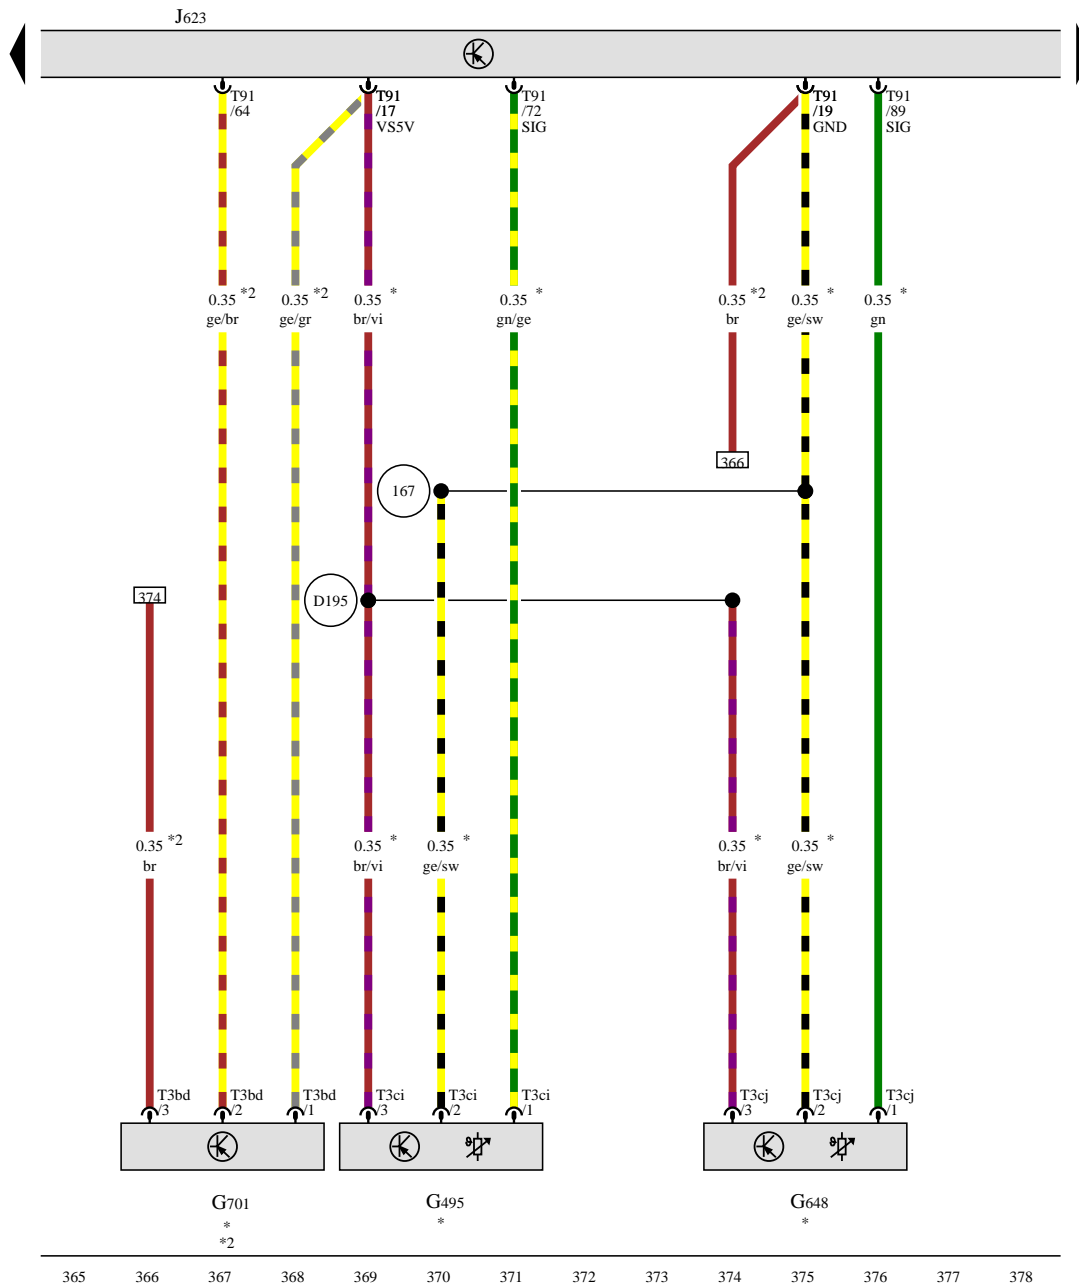 J623
T91 T91 T91 T91 T91
/64 /17 /72 /19 /89
VS5V SIG GND SIG
0.35 *2 0.35 *2 0.35 * 0.35 * 0.35 *2 0.35 * 0.35 *
ge/br ge/gr br/vi gn/ge br ge/sw gn
366
167
374
D195
0.35 *2 0.35 * 0.35 * 0.35 * 0.35 *
br br/vi ge/sw br/vi ge/sw
T3bd T3bd T3bd T3ci T3ci T3ci T3cj T3cj T3cj
/3 /2 /1 /3 /2 /1 /3 /2 /1
G701 G495 G648
* * *
*2
365 366 367 368 369 370 371 372 373 374 375 376 377 378